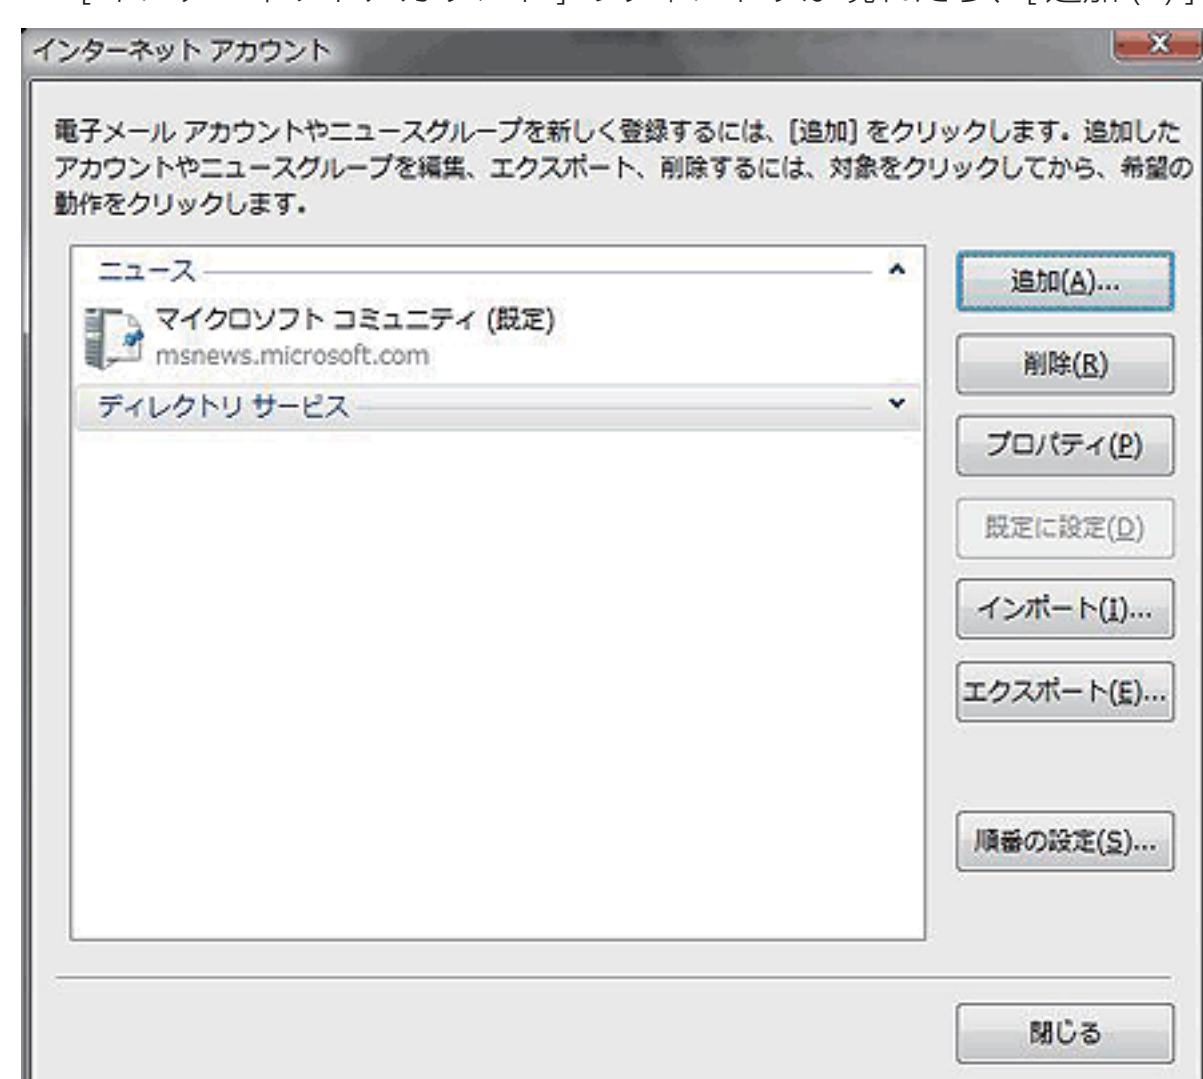 インターネット アカウント
電子メール アカウントやニュースグループを新しく登録するには、[追加] をクリックします。追加した
アカウントやニュースグループを編集、エクスポート、削除するには、対象をクリックしてから、希望の
動作をクリックします。
ニュース
マイクロソフト コミュニティ (既定)
msnews.microsoft.com
ディレクトリ サービス
追加(A)...
削除(R)
プロパティ(P)
既定に設定(D)
インポート(I)...
エクスポート(E)...
順番の設定(S)...
閉じる